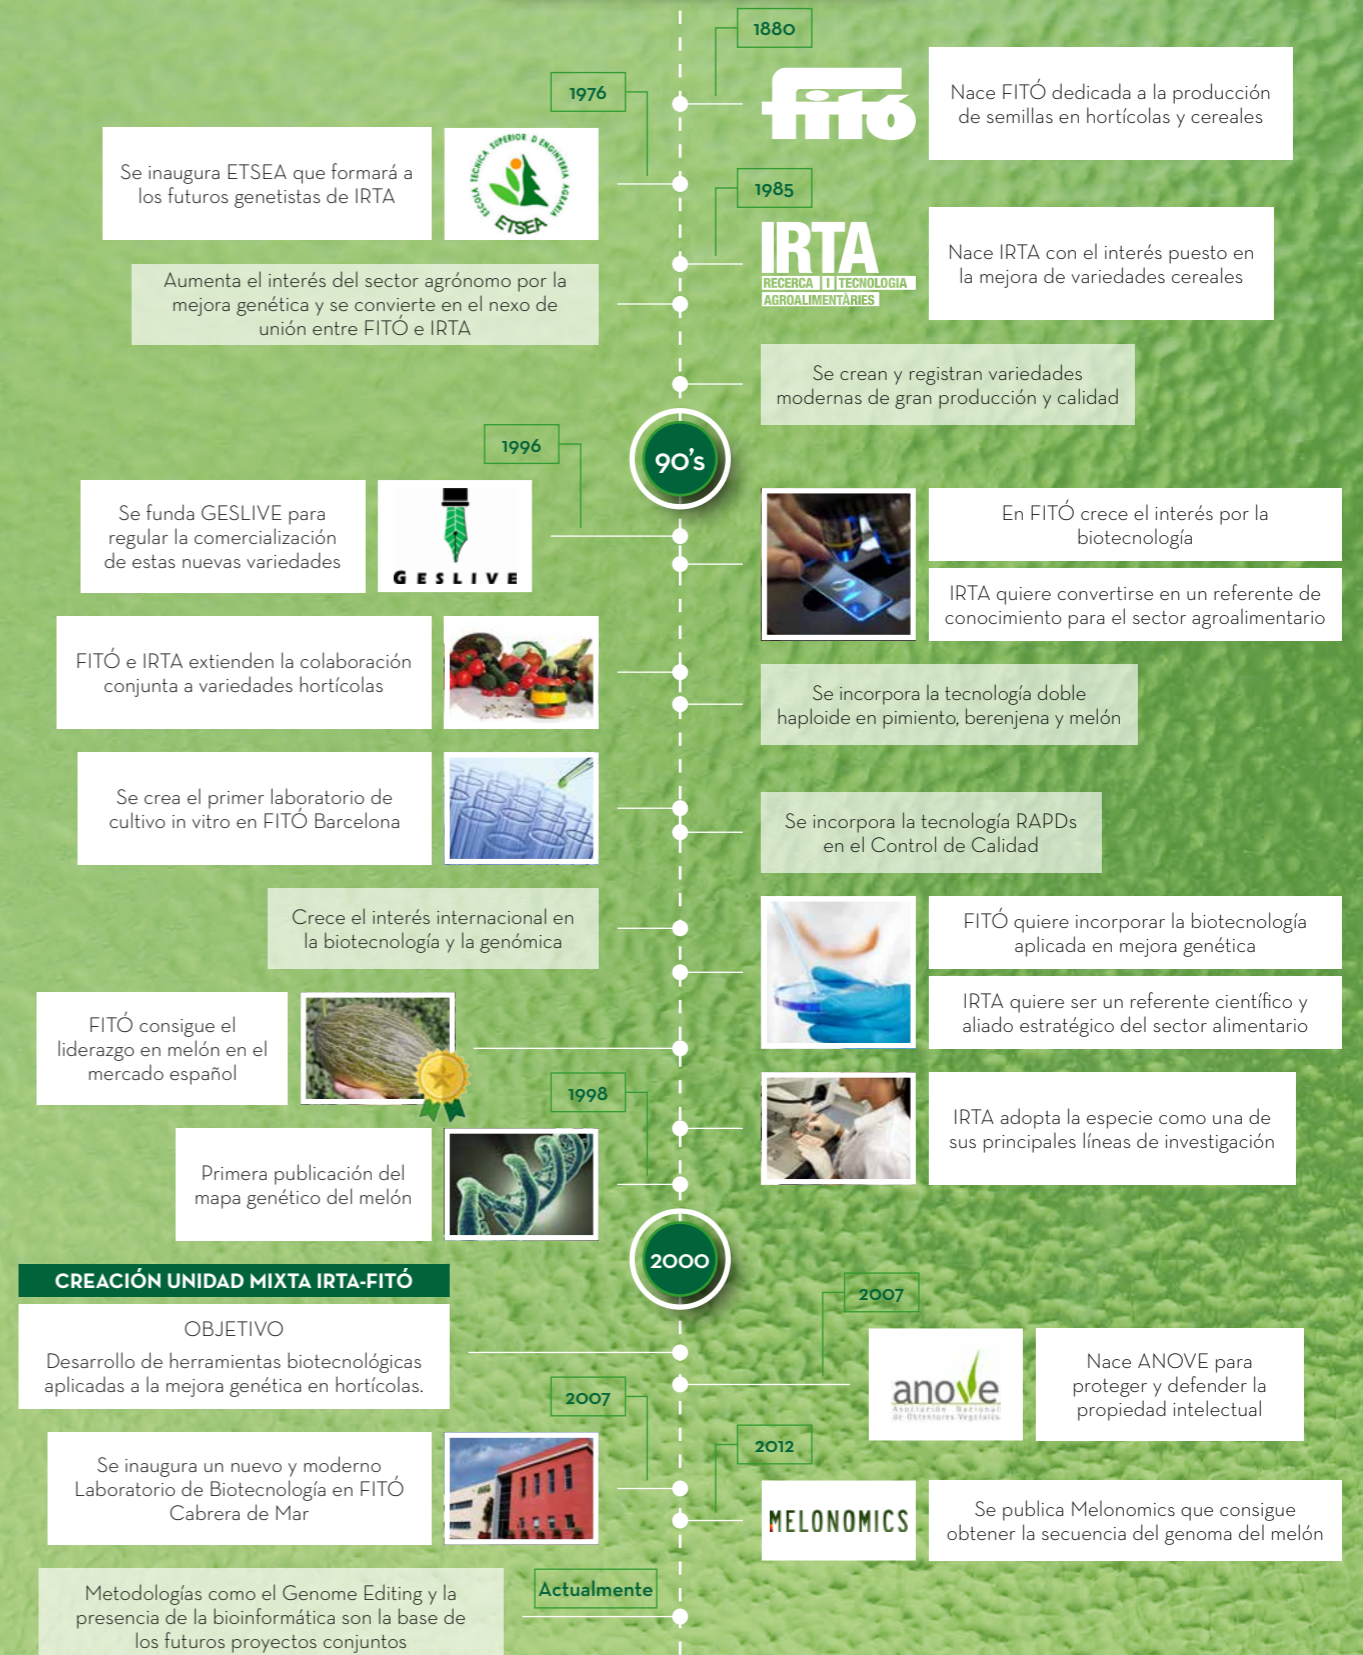 1880
fitó
Nace FITÓ dedicada a la producción
de semillas en hortícolas y cereales
1976
Se inaugura ETSEA que formará a
los futuros genetistas de IRTA
ESCOLA TECNICA SUPERIOR D'ENGINYERIA AGRARIA
ETSEA
1985
IRTA
RECERCA I TECNOLOGIA
AGROALIMENTÀRIES
Nace IRTA con el interés puesto en
la mejora de variedades cereales
Aumenta el interés del sector agrónomo por la
mejora genética y se convierte en el nexo de
unión entre FITÓ e IRTA
Se crean y registran variedades
modernas de gran producción y calidad
90's
1996
Se funda GESLIVE para
regular la comercialización
de estas nuevas variedades
GESLIVE
En FITÓ crece el interés por la
biotecnología
IRTA quiere convertirse en un referente de
conocimiento para el sector agroalimentario
FITÓ e IRTA extienden la colaboración
conjunta a variedades hortícolas
Se incorpora la tecnología doble
haploide en pimiento, berenjena y melón
Se crea el primer laboratorio de
cultivo in vitro en FITÓ Barcelona
Se incorpora la tecnología RAPDs
en el Control de Calidad
Crece el interés internacional en
la biotecnología y la genómica
FITÓ quiere incorporar la biotecnología
aplicada en mejora genética
IRTA quiere ser un referente científico y
aliado estratégico del sector alimentario
FITÓ consigue el
liderazgo en melón en el
mercado español
IRTA adopta la especie como una de
sus principales líneas de investigación
1998
Primera publicación del
mapa genético del melón
2000
CREACIÓN UNIDAD MIXTA IRTA-FITÓ
OBJETIVO
Desarrollo de herramientas biotecnológicas
aplicadas a la mejora genética en hortícolas.
2007
anove
Asociación Nacional
de Obtentores Vegetales
Nace ANOVE para
proteger y defender la
propiedad intelectual
2007
Se inaugura un nuevo y moderno
Laboratorio de Biotecnología en FITÓ
Cabrera de Mar
2012
MELONOMICS
Se publica Melonomics que consigue
obtener la secuencia del genoma del melón
Actualmente
Metodologías como el Genome Editing y la
presencia de la bioinformática son la base de
los futuros proyectos conjuntos